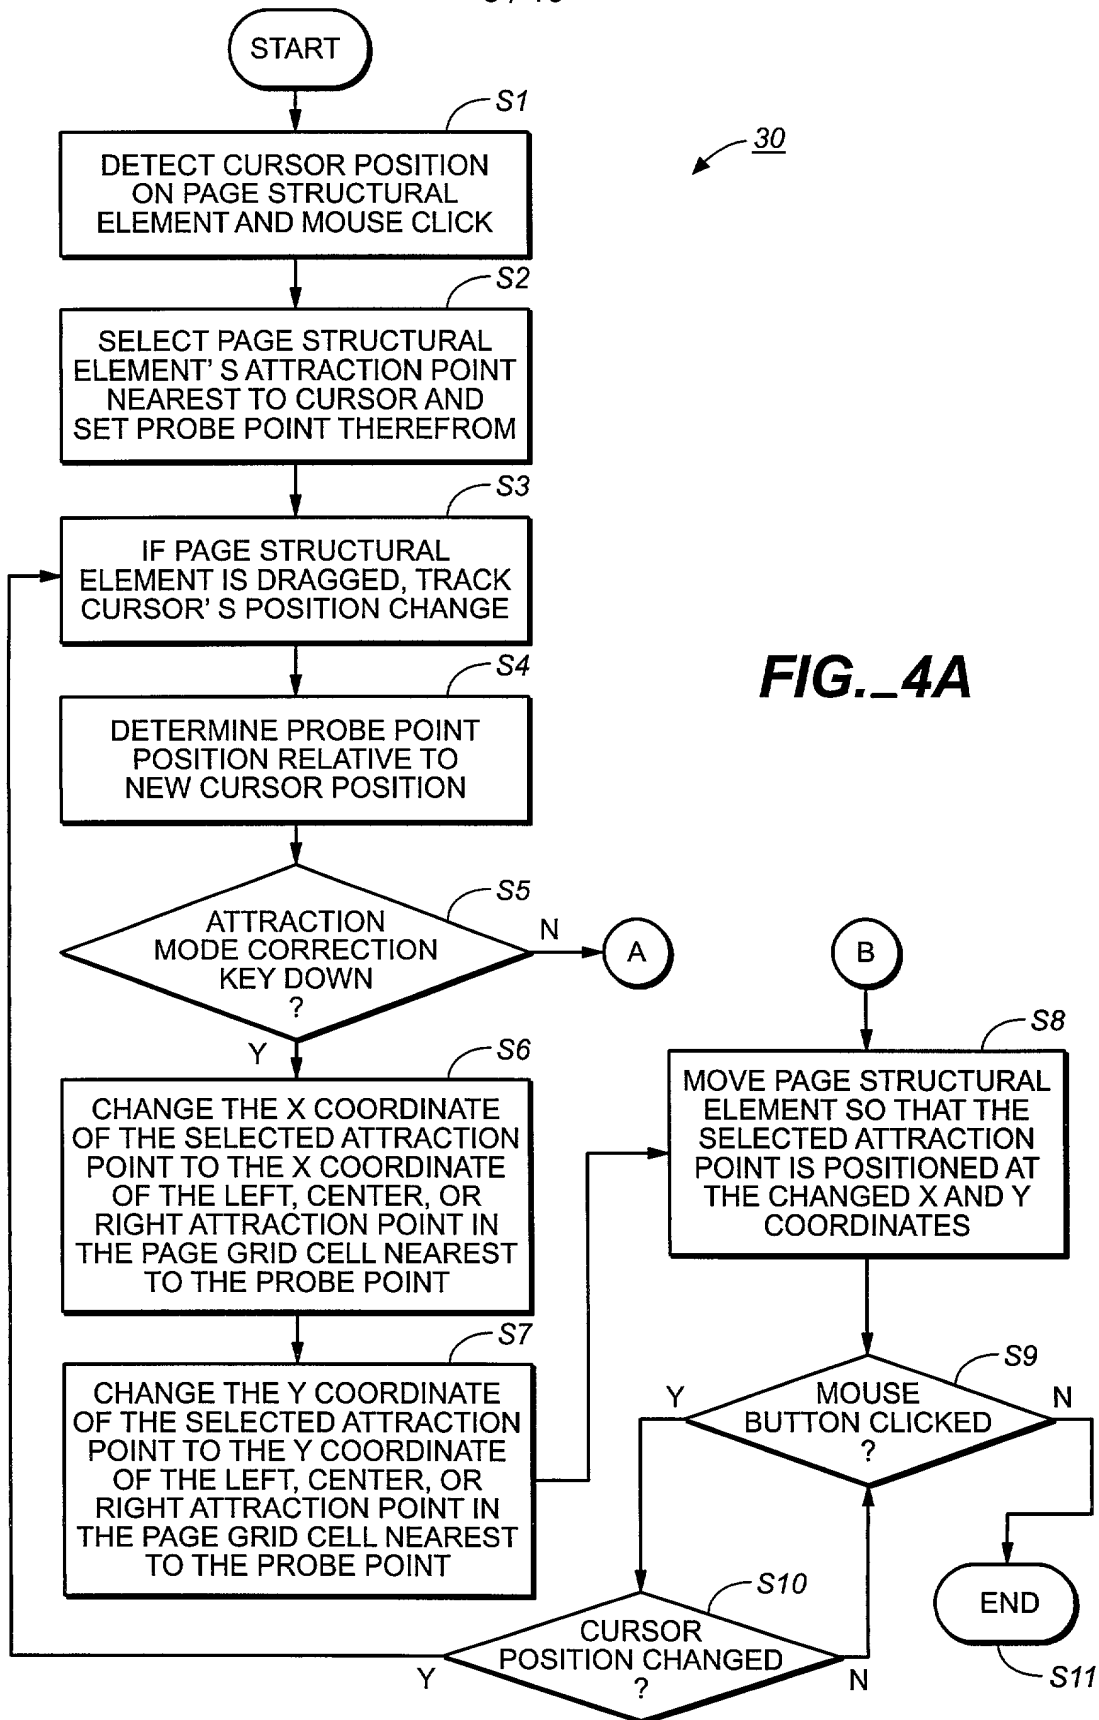 START
S1
DETECT CURSOR POSITION
ON PAGE STRUCTURAL
ELEMENT AND MOUSE CLICK
30
S2
SELECT PAGE STRUCTURAL
ELEMENT'S ATTRACTION POINT
NEAREST TO CURSOR AND
SET PROBE POINT THEREFROM
S3
IF PAGE STRUCTURAL
ELEMENT IS DRAGGED, TRACK
CURSOR'S POSITION CHANGE
FIG._4A
S4
DETERMINE PROBE POINT
POSITION RELATIVE TO
NEW CURSOR POSITION
S5
ATTRACTION
MODE CORRECTION
KEY DOWN
?
N
A
Y
S6
CHANGE THE X COORDINATE
OF THE SELECTED ATTRACTION
POINT TO THE X COORDINATE
OF THE LEFT, CENTER, OR
RIGHT ATTRACTION POINT IN
THE PAGE GRID CELL NEAREST
TO THE PROBE POINT
S7
CHANGE THE Y COORDINATE
OF THE SELECTED ATTRACTION
POINT TO THE Y COORDINATE
OF THE LEFT, CENTER, OR
RIGHT ATTRACTION POINT IN
THE PAGE GRID CELL NEAREST
TO THE PROBE POINT
B
S8
MOVE PAGE STRUCTURAL
ELEMENT SO THAT THE
SELECTED ATTRACTION
POINT IS POSITIONED AT
THE CHANGED X AND Y
COORDINATES
S9
MOUSE
BUTTON CLICKED
?
Y
N
S10
CURSOR
POSITION CHANGED
?
Y
N
END
S11